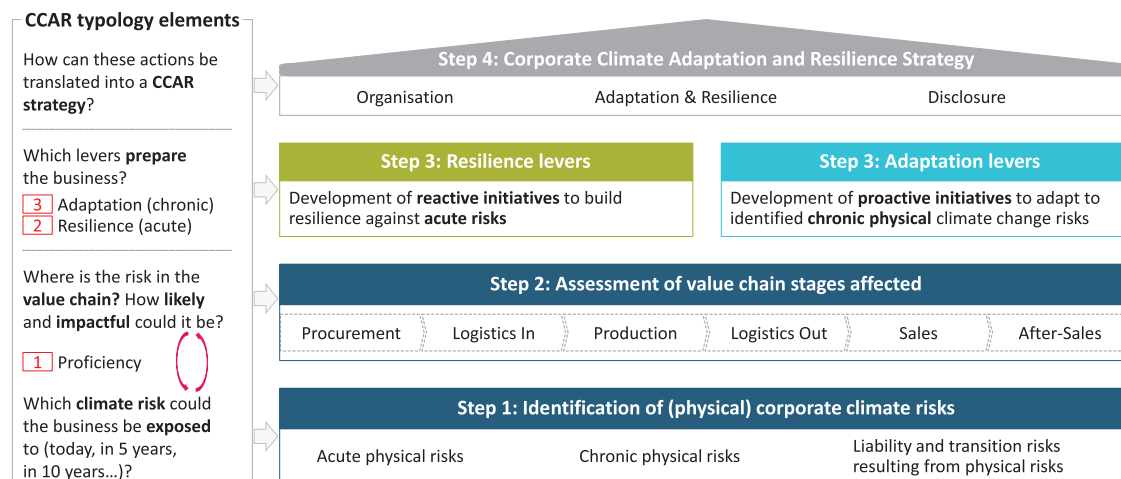 CCAR typology elements
How can these actions be
translated into a CCAR
strategy?
Which levers prepare
the business?
3 Adaptation (chronic)
2 Resilience (acute)
Where is the risk in the
value chain? How likely
and impactful could it be?
1 Proficiency
Which climate risk could
the business be exposed
to (today, in 5 years,
in 10 years…)?
Step 4: Corporate Climate Adaptation and Resilience Strategy
Organisation
Adaptation & Resilience
Disclosure
Step 3: Resilience levers
Development of reactive initiatives to build
resilience against acute risks
Step 3: Adaptation levers
Development of proactive initiatives to adapt to
identified chronic physical climate change risks
Step 2: Assessment of value chain stages affected
Procurement
Logistics In
Production
Logistics Out
Sales
After-Sales
Step 1: Identification of (physical) corporate climate risks
Acute physical risks
Chronic physical risks
Liability and transition risks
resulting from physical risks